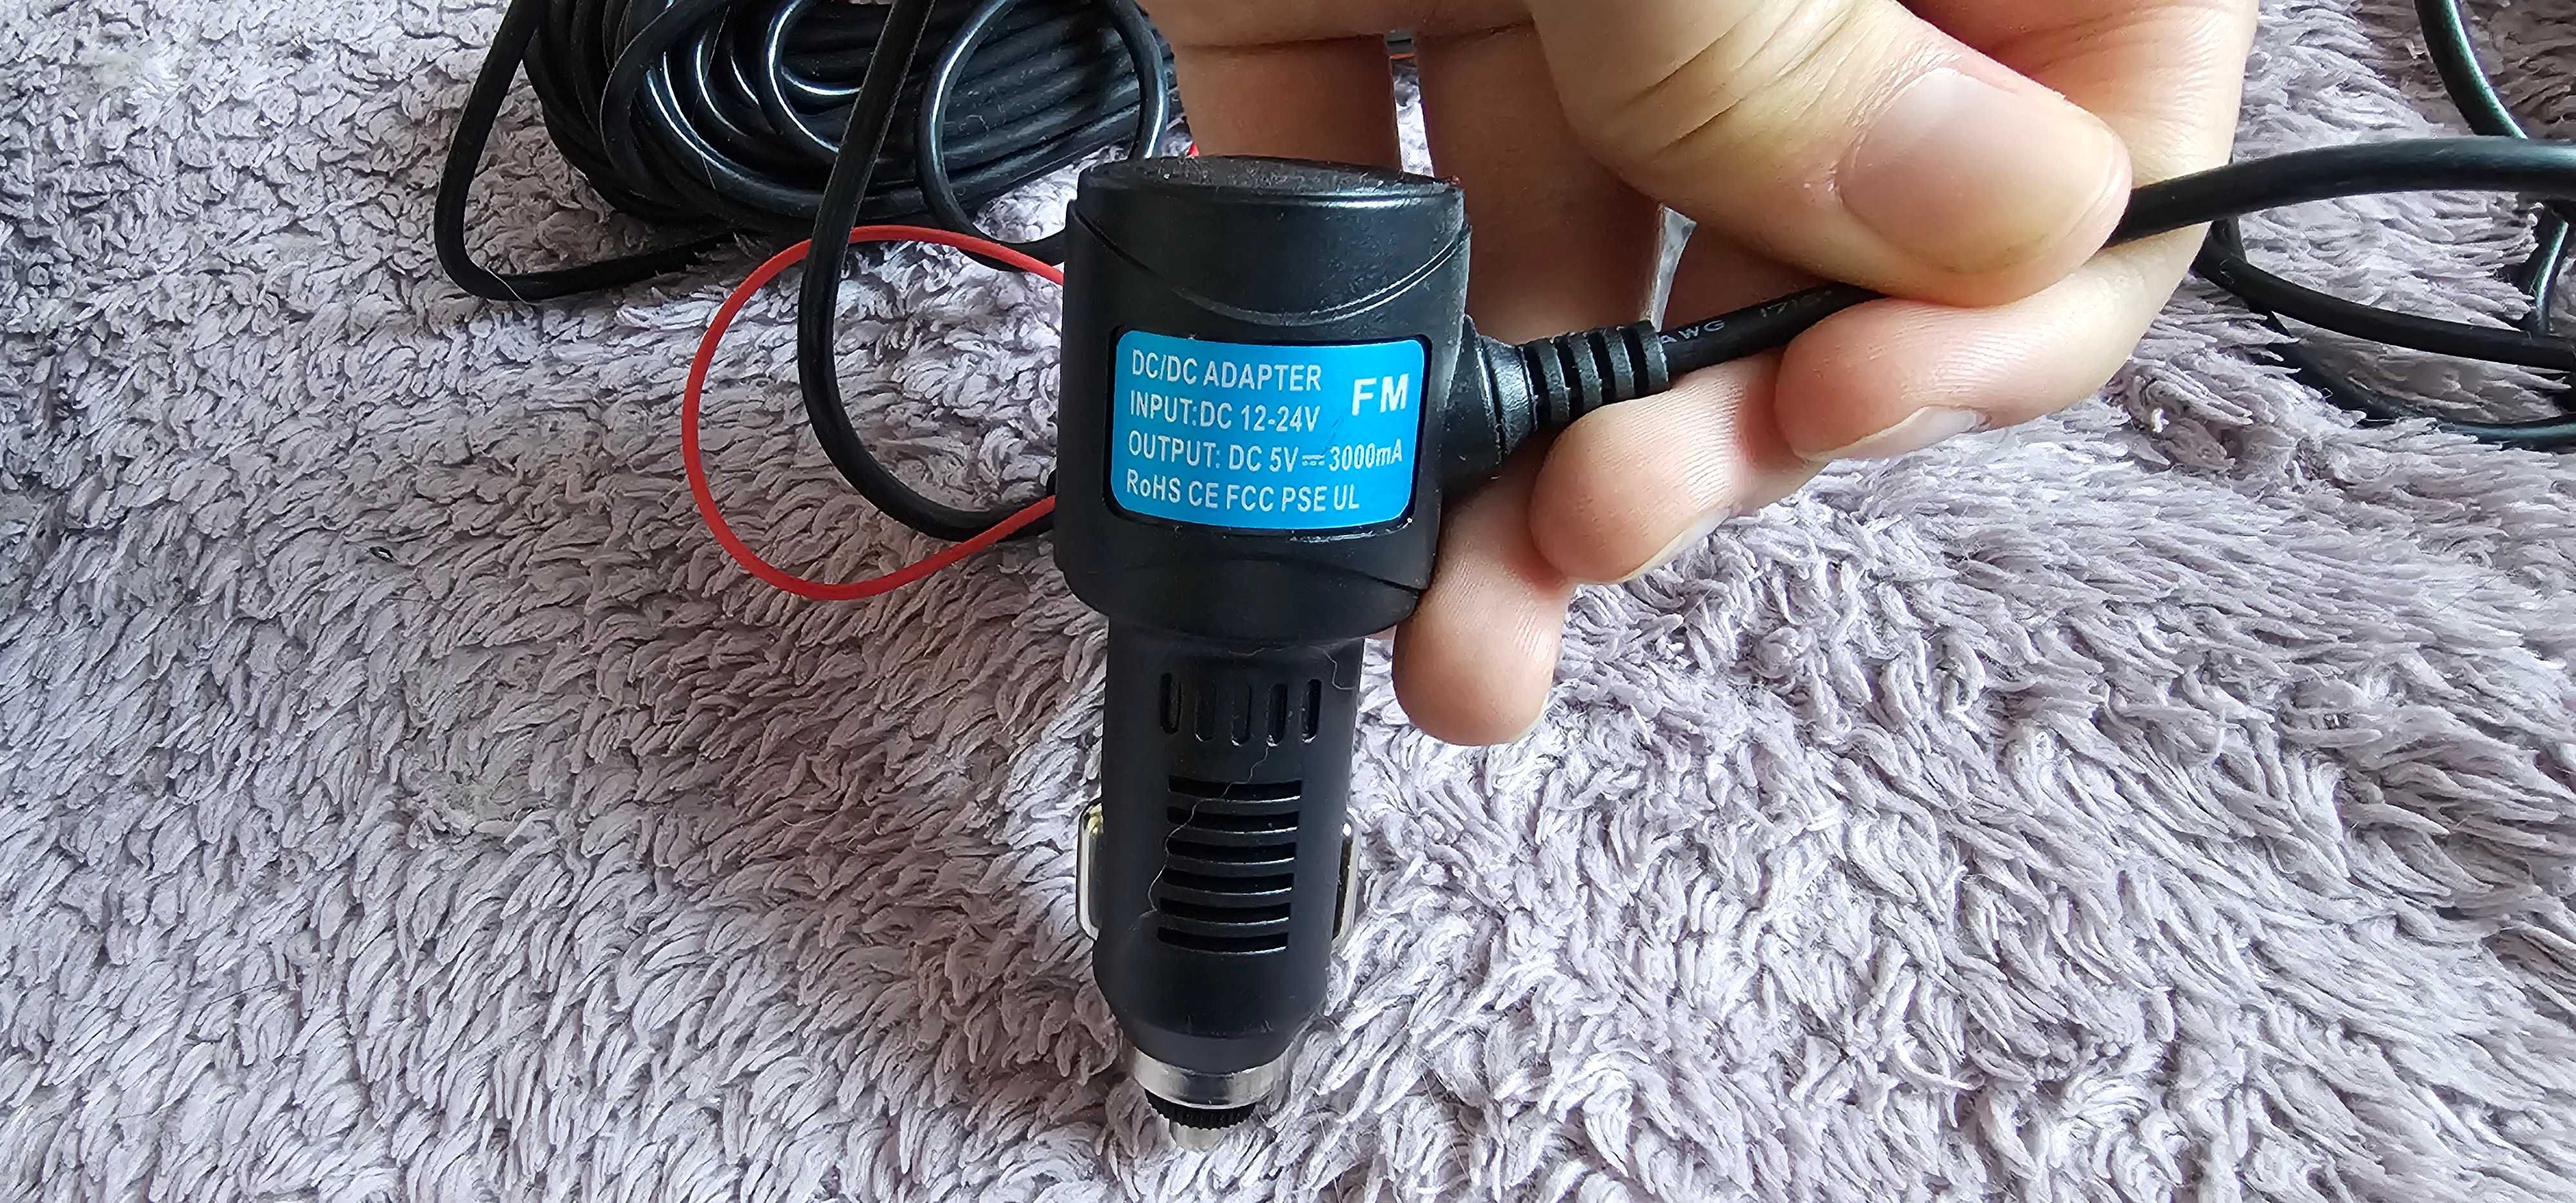 DC/DC ADAPTER
FM
INPUT:DC 12-24V
OUTPUT: DC 5V⎓3000mA
RoHS CE FCC PSE UL
AWG